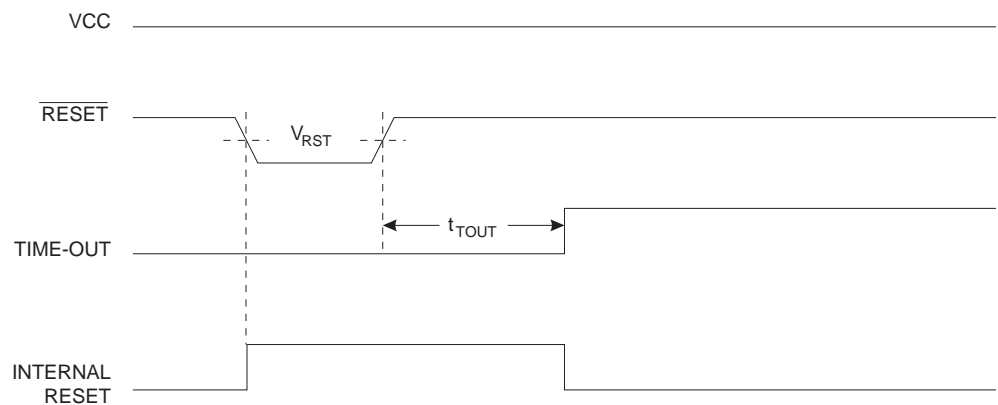 VCC
RESET
VRST
tTOUT
TIME-OUT
INTERNAL
RESET